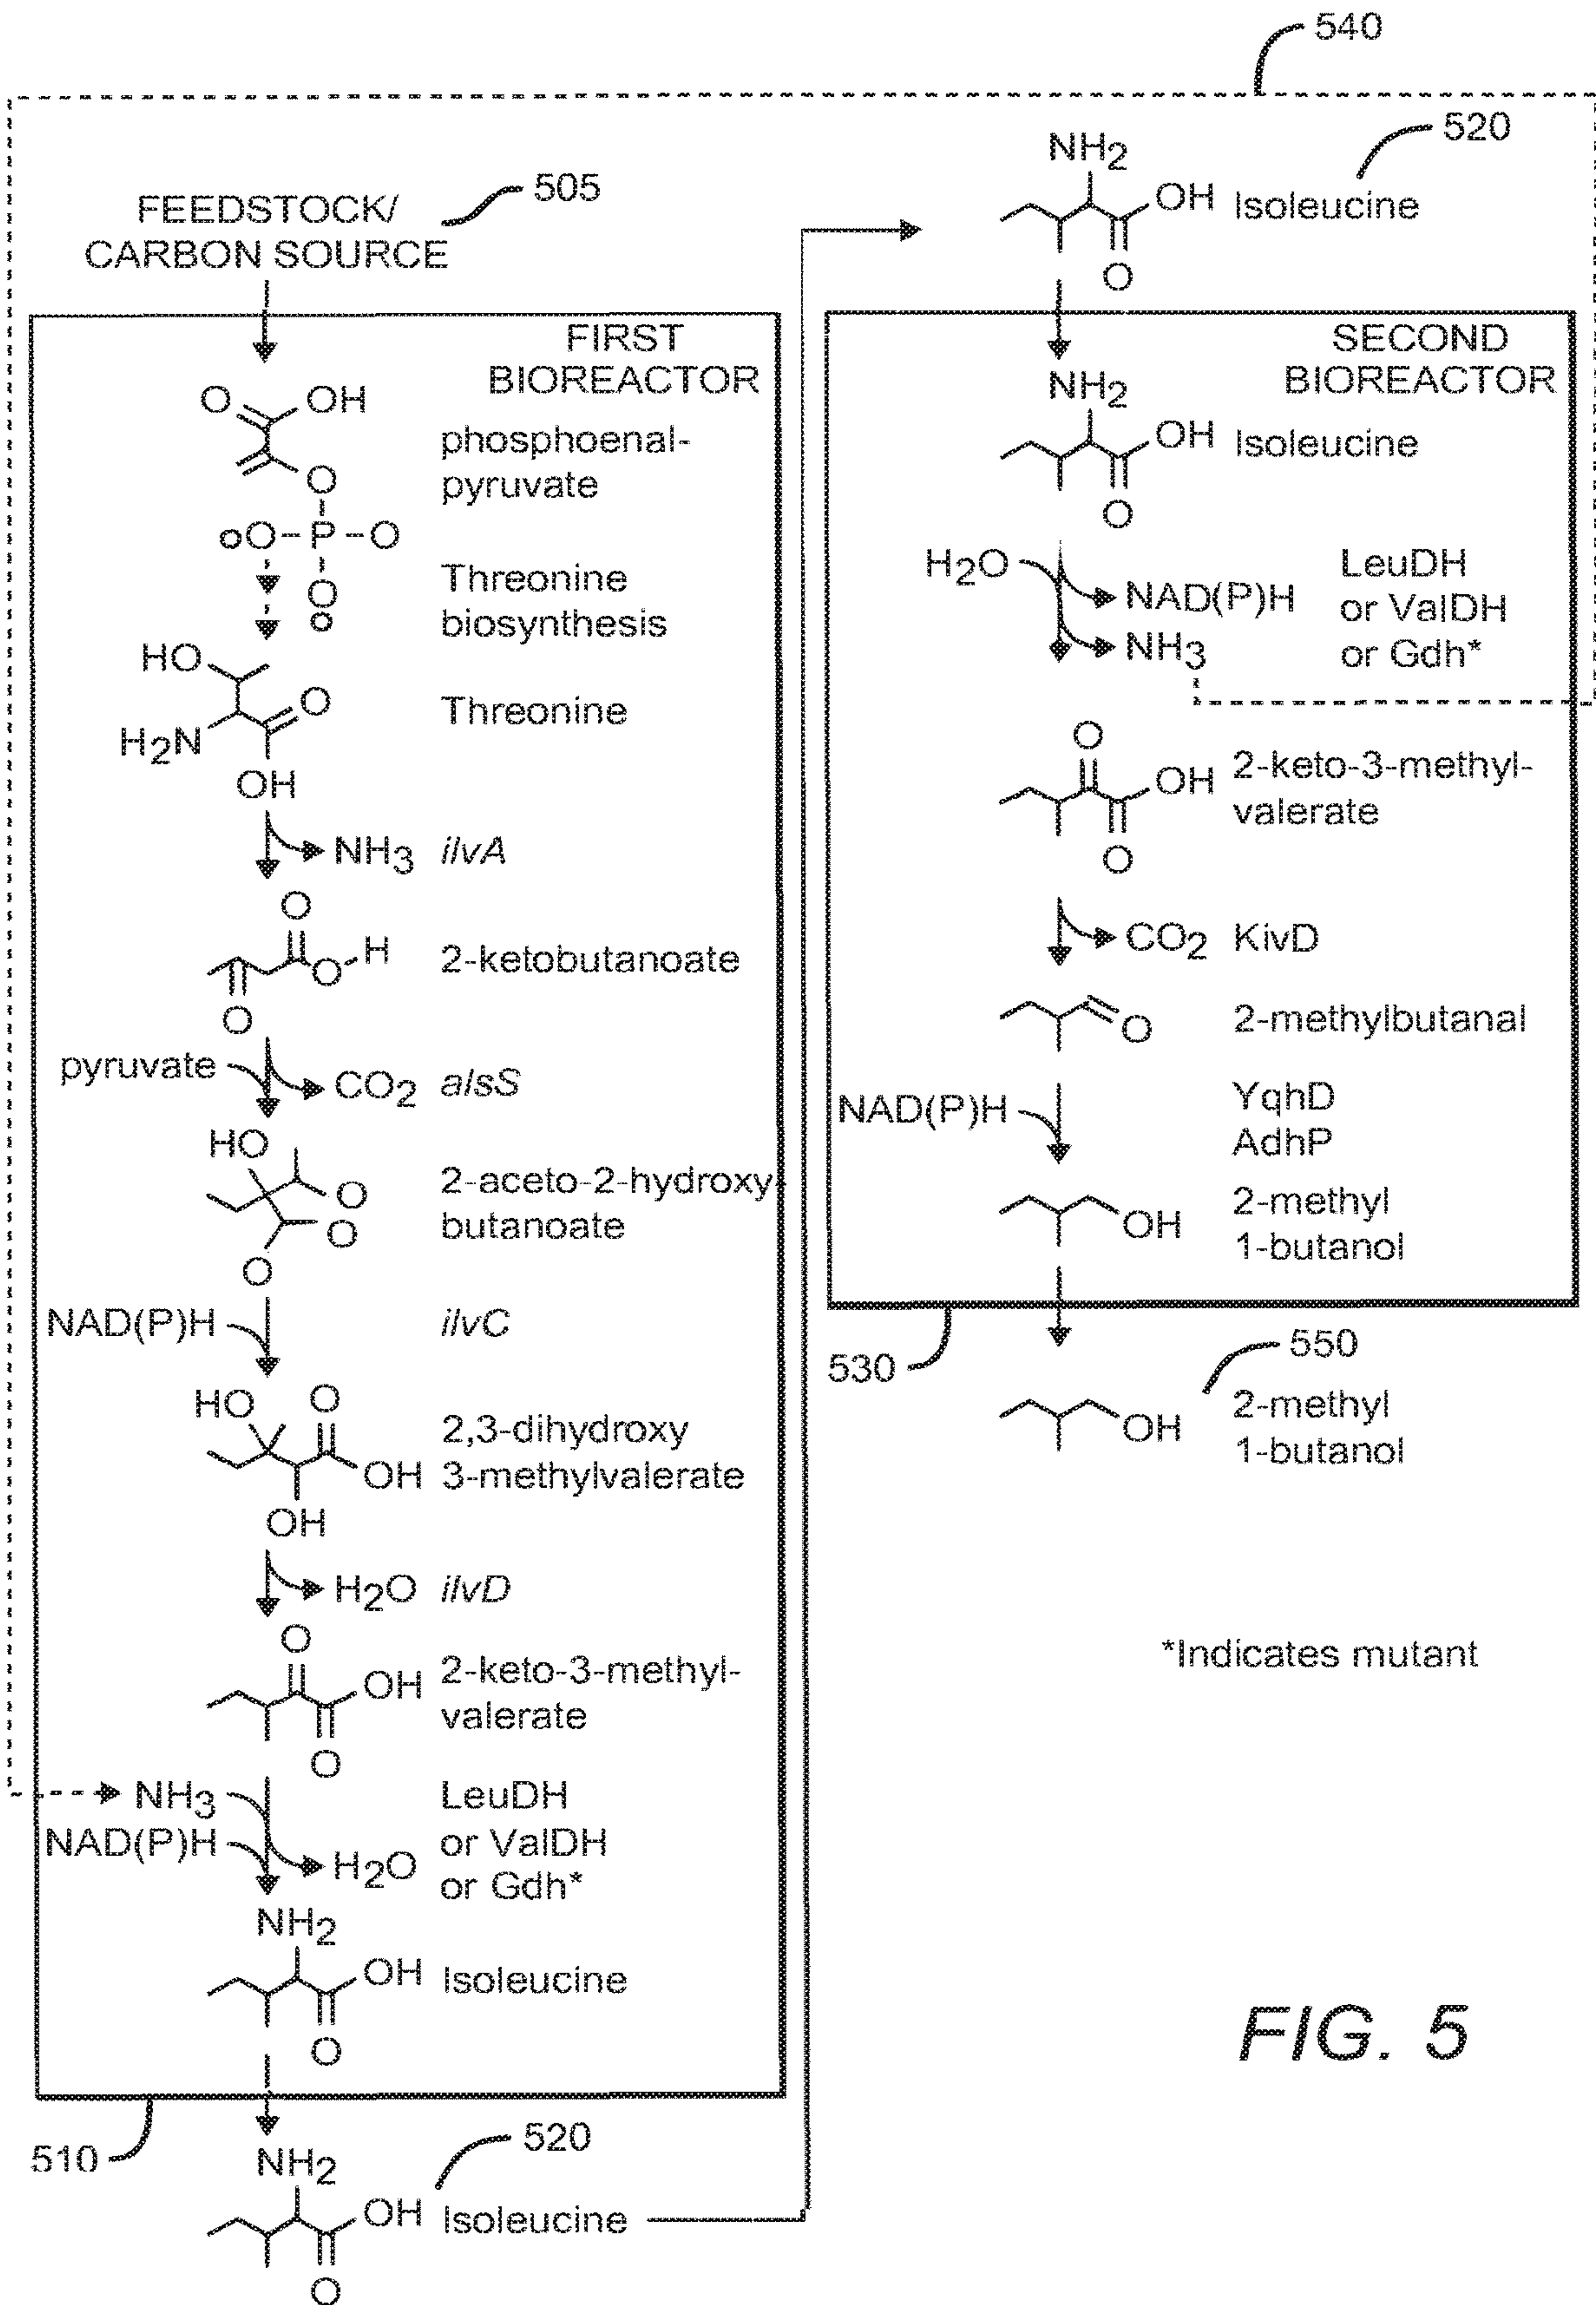 540
FEEDSTOCK/
CARBON SOURCE
505
FIRST
BIOREACTOR
O
OH
phosphoenal-
pyruvate
O
O-P-O
O
Threonine
biosynthesis
HO
O
H2N
OH
Threonine
NH3
ilvA
O
O-H
O
2-ketobutanoate
pyruvate
CO2
alsS
HO
O
O
O
2-aceto-2-hydroxy-
butanoate
NAD(P)H
ilvC
HO
O
OH
OH
2,3-dihydroxy
3-methylvalerate
H2O
ilvD
O
OH
O
2-keto-3-methyl-
valerate
NH3
NAD(P)H
H2O
LeuDH
or ValDH
or Gdh*
NH2
OH
O
Isoleucine
510
NH2
OH
O
520
Isoleucine
NH2
OH
O
520
Isoleucine
SECOND
BIOREACTOR
NH2
OH
O
Isoleucine
H2O
NAD(P)H
NH3
LeuDH
or ValDH
or Gdh*
O
OH
O
2-keto-3-methyl-
valerate
CO2
KivD
O
2-methylbutanal
NAD(P)H
YqhD
AdhP
OH
2-methyl
1-butanol
530
550
OH
2-methyl
1-butanol
*Indicates mutant
FIG. 5